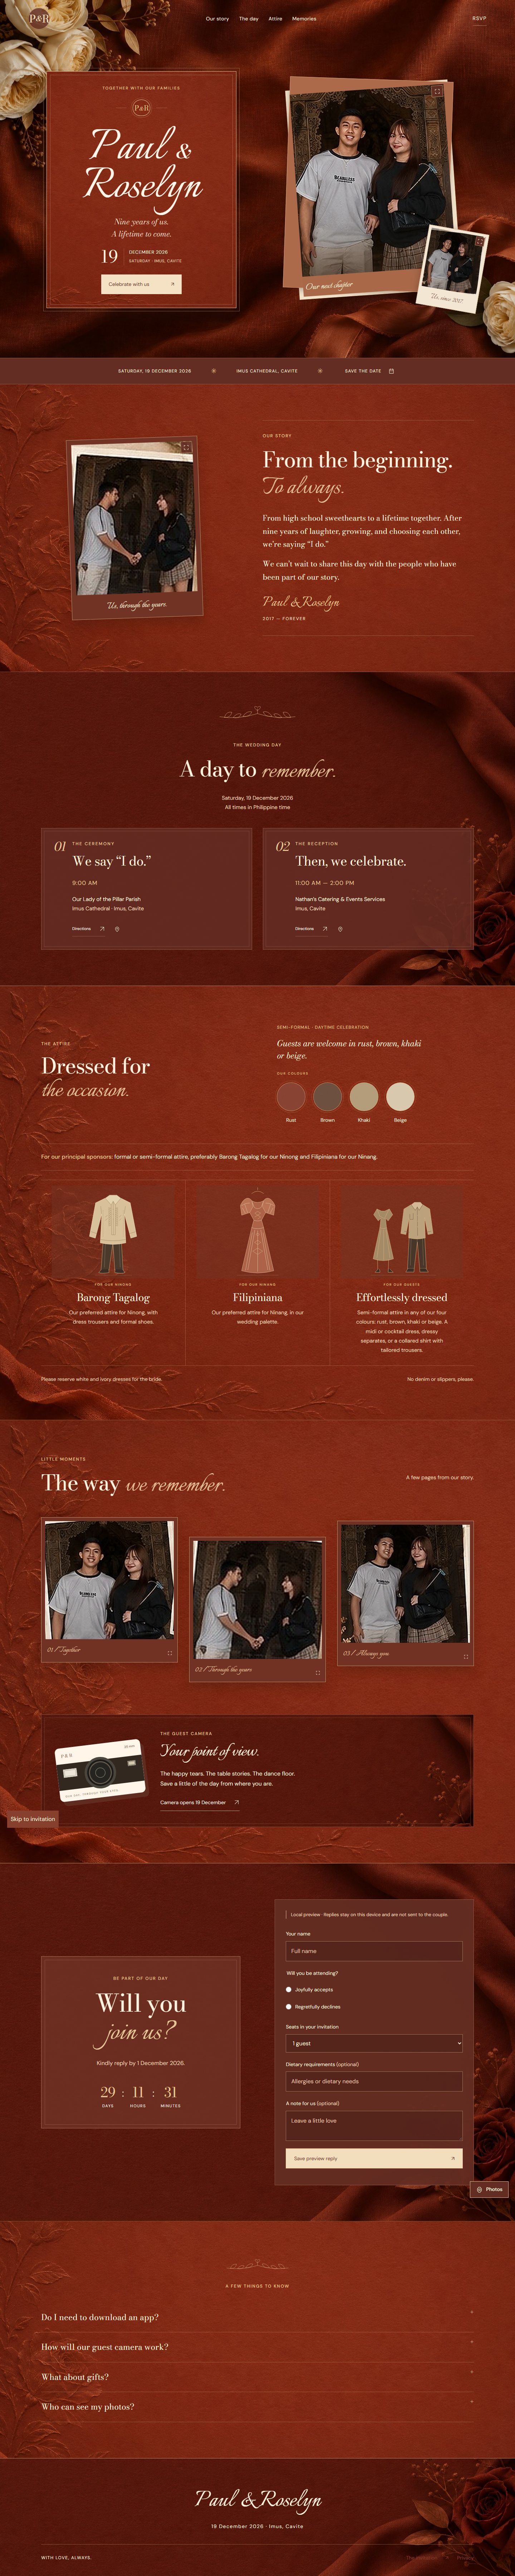 P&R
Our story
The day
Attire
Memories
RSVP
TOGETHER WITH OUR FAMILIES
P&R
Paul &
Roselyn
Nine years of us.
A lifetime to come.
19
DECEMBER 2026
SATURDAY · IMUS, CAVITE
Celebrate with us
Our next chapter
Us, since 2017
SATURDAY, 19 DECEMBER 2026
IMUS CATHEDRAL, CAVITE
SAVE THE DATE
Us, through the years.
OUR STORY
From the beginning.
To always.
From high school sweethearts to a lifetime together. After
nine years of laughter, growing, and choosing each other,
we're saying “I do.”
We can't wait to share this day with the people who have
been part of our story.
Paul & Roselyn
2017 — FOREVER
THE WEDDING DAY
A day to remember.
Saturday, 19 December 2026
All times in Philippine time
01
THE CEREMONY
We say “I do.”
9:00 AM
Our Lady of the Pillar Parish
Imus Cathedral · Imus, Cavite
Directions
02
THE RECEPTION
Then, we celebrate.
11:00 AM — 2:00 PM
Nathan's Catering & Events Services
Imus, Cavite
Directions
THE ATTIRE
Dressed for
the occasion.
SEMI-FORMAL · DAYTIME CELEBRATION
Guests are welcome in rust, brown, khaki
or beige.
OUR COLOURS
Rust
Brown
Khaki
Beige
For our principal sponsors: formal or semi-formal attire, preferably Barong Tagalog for our Ninong and Filipiniana for our Ninang.
FOR OUR NINONG
Barong Tagalog
Our preferred attire for Ninong, with
dress trousers and formal shoes.
FOR OUR NINANG
Filipiniana
Our preferred attire for Ninang, in our
wedding palette.
FOR OUR GUESTS
Effortlessly dressed
Semi-formal attire in any of our four
colours: rust, brown, khaki or beige. A
midi or cocktail dress, dressy
separates, or a collared shirt with
tailored trousers.
Please reserve white and ivory dresses for the bride.
No denim or slippers, please.
LITTLE MOMENTS
The way we remember.
A few pages from our story.
01 / Together
02 / Through the years
03 / Always you
P&R
THE GUEST CAMERA
Your point of view.
The happy tears. The table stories. The dance floor.
Save a little of the day from where you are.
Camera opens 19 December
Skip to invitation
BE PART OF OUR DAY
Will you
join us?
Kindly reply by 1 December 2026.
29 : 11 : 31
DAYS
HOURS
MINUTES
Local preview · Replies stay on this device and are not sent to the couple.
Your name
Full name
Will you be attending?
Joyfully accepts
Regretfully declines
Seats in your invitation
1 guest
Dietary requirements (optional)
Allergies or dietary needs
A note for us (optional)
Leave a little love
Save preview reply
Photos
A FEW THINGS TO KNOW
Do I need to download an app?
How will our guest camera work?
What about gifts?
Who can see my photos?
Paul & Roselyn
19 December 2026 · Imus, Cavite
WITH LOVE, ALWAYS.